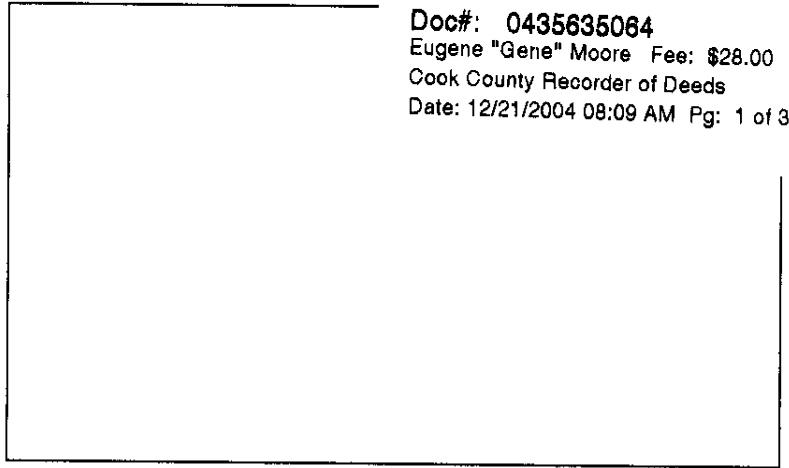 Doc#: 0435635064
Eugene "Gene" Moore Fee: $28.00
Cook County Recorder of Deeds
Date: 12/21/2004 08:09 AM Pg: 1 of 3